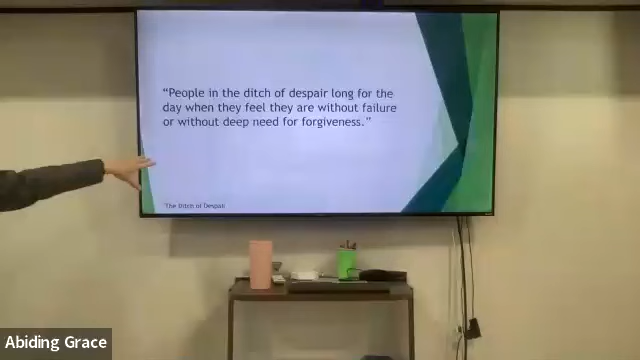 “People in the ditch of despair long for the
day when they feel they are without failure
or without deep need for forgiveness.”
The Ditch of Despair
Abiding Grace